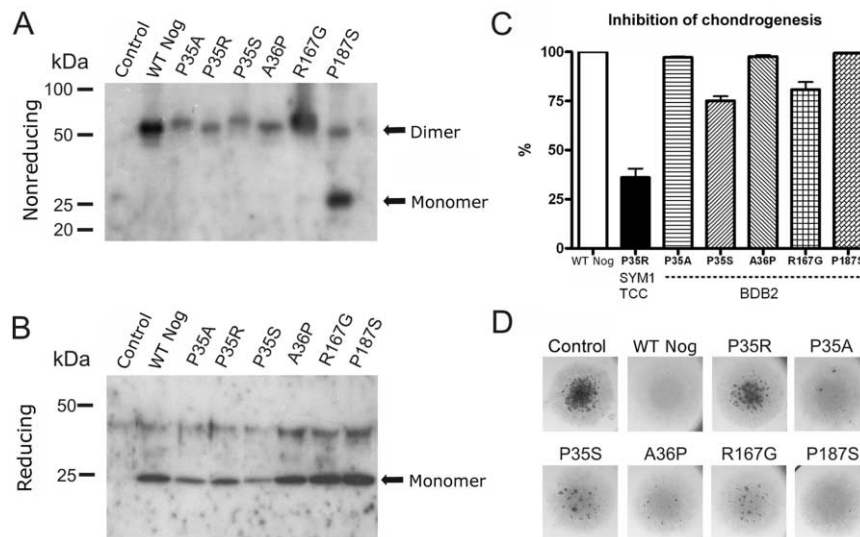 A
kDa
Control
WT Nog
P35A
P35R
P35S
A36P
R167G
P187S
100
50
25
20
Nonreducing
Dimer
Monomer
B
kDa
Control
WT Nog
P35A
P35R
P35S
A36P
R167G
P187S
50
25
Reducing
Monomer
C
Inhibition of chondrogenesis
100
75
50
25
0
%
WT Nog P35R P35A P35S A36P R167G P187S
SYM1
TCC
BDB2
D
Control WT Nog P35R P35A
P35S A36P R167G P187S